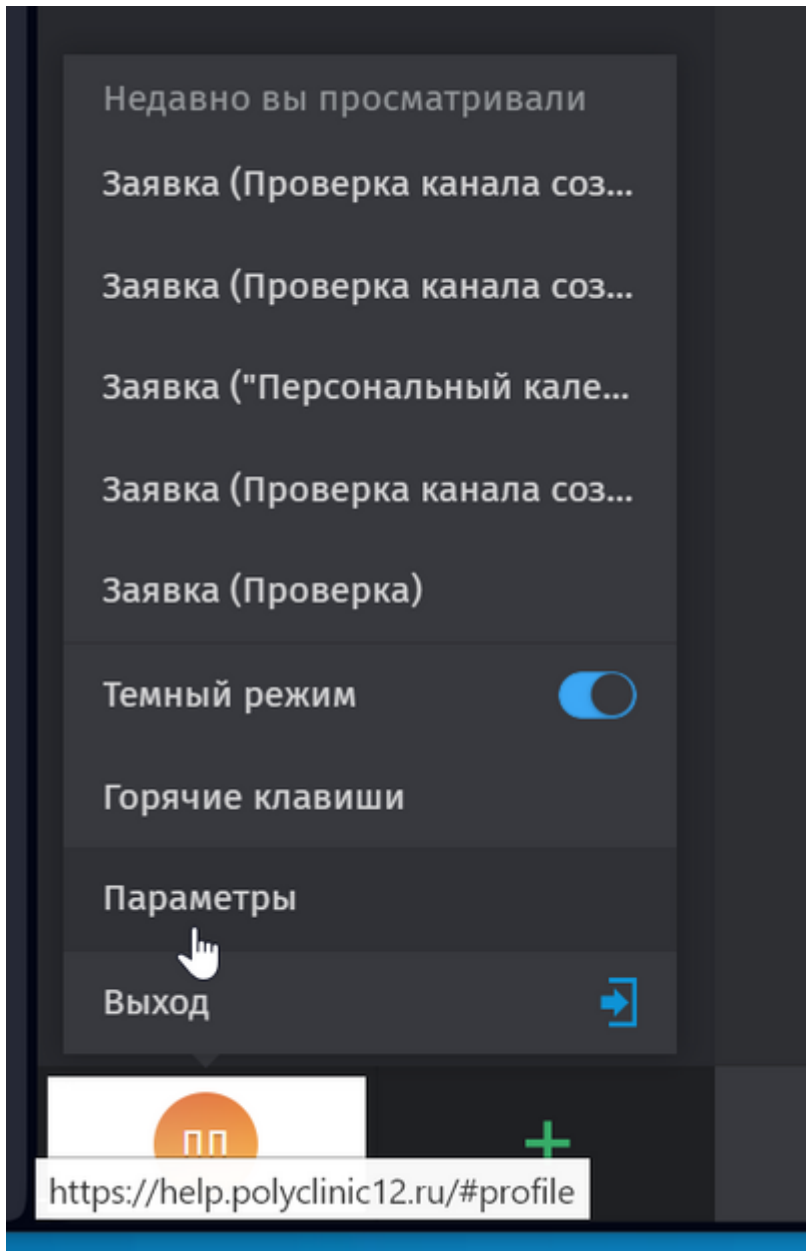 Недавно вы просматривали
Заявка (Проверка канала соз...
Заявка (Проверка канала соз...
Заявка ("Персональный кале...
Заявка (Проверка канала соз...
Заявка (Проверка)
Темный режим
Горячие клавиши
Параметры
Выход
ПП
https://help.polyclinic12.ru/#profile